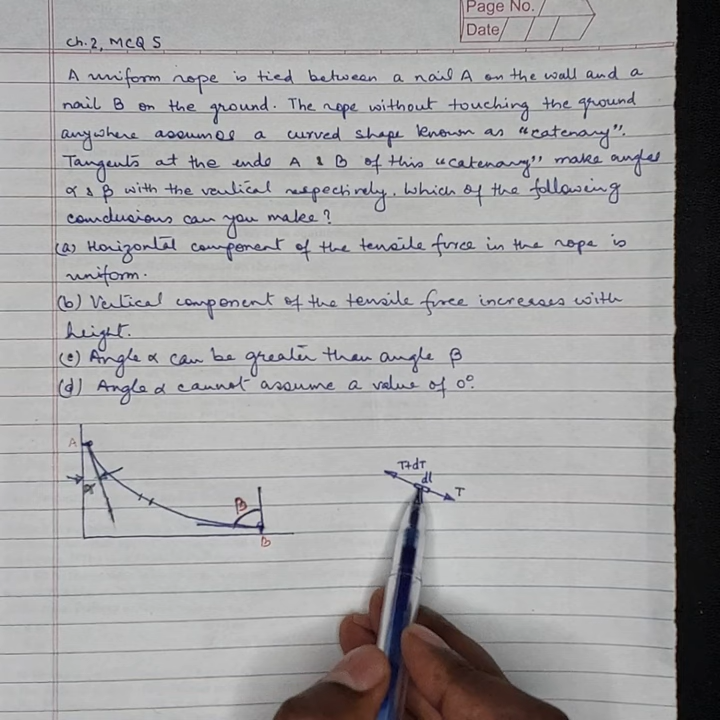 Page No.
Date
Ch.2, MCQ 5
A uniform rope is tied between a nail A on the wall and a
nail B on the ground. The rope without touching the ground
anywhere assumes a curved shape known as "catenary".
Tangents at the ends A & B of this "catenary" make angles
α & β with the vertical respectively. Which of the following
conclusions can you make?
(a) Horizontal component of the tensile force in the rope is
uniform.
(b) Vertical component of the tensile force increases with
height.
(c) Angle α can be greater than angle β
(d) Angle α cannot assume a value of 0°.
A
α
β
B
T+dT
dl
T